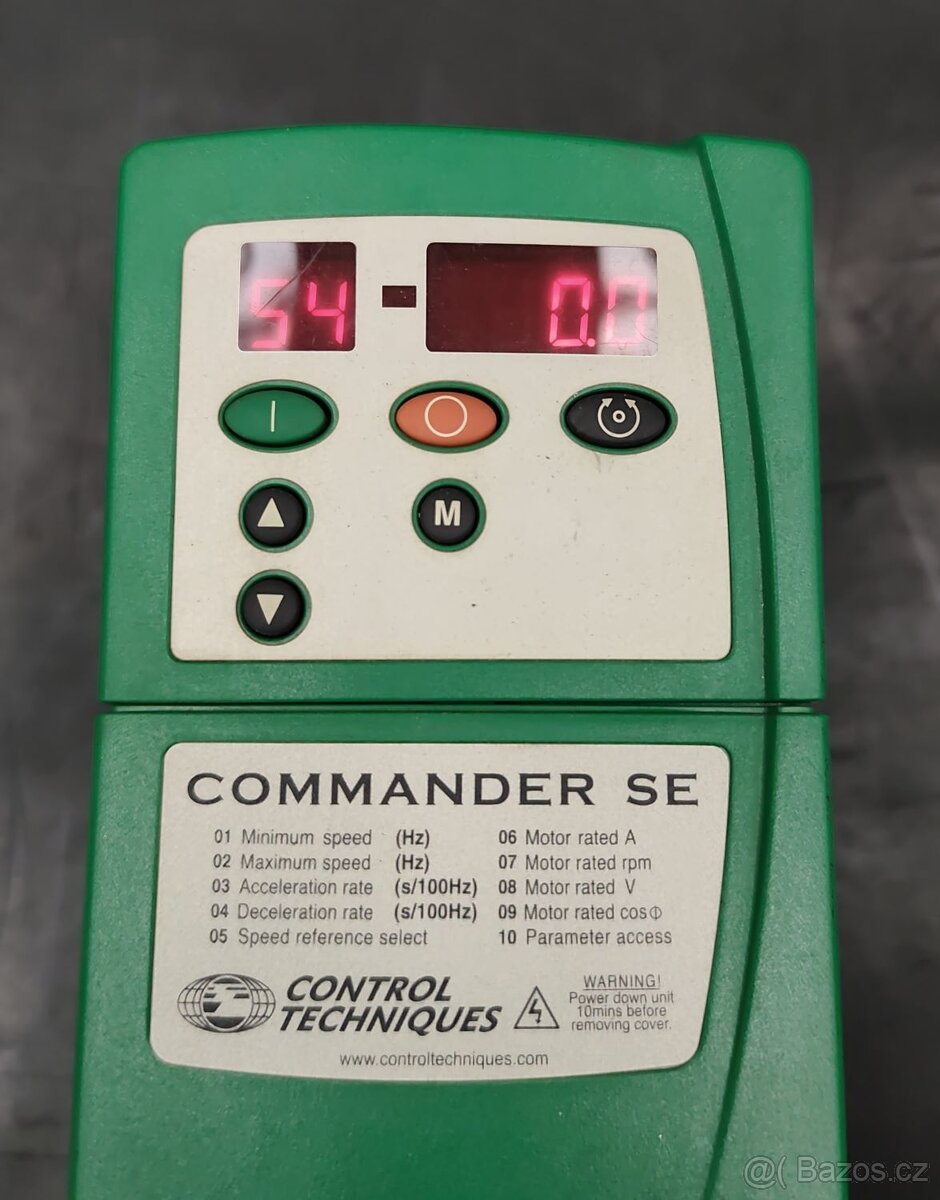 54 0.0
M
COMMANDER SE
01 Minimum speed (Hz)
02 Maximum speed (Hz)
03 Acceleration rate (s/100Hz)
04 Deceleration rate (s/100Hz)
05 Speed reference select
06 Motor rated A
07 Motor rated rpm
08 Motor rated V
09 Motor rated cosΦ
10 Parameter access
CONTROL
TECHNIQUES
WARNING!
Power down unit
10mins before
removing cover.
www.controltechniques.com
@( Bazos.cz